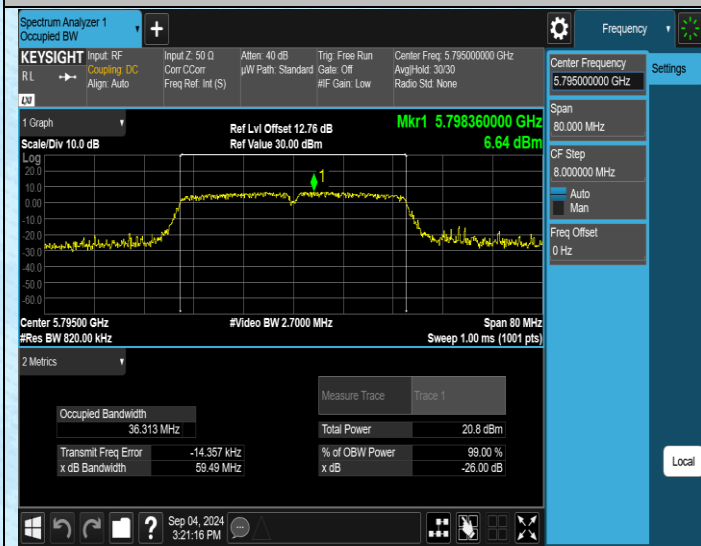 Spectrum Analyzer 1
Occupied BW
Frequency
KEYSIGHT
RL
LXI
Input: RF
Coupling: DC
Align: Auto
Input Z: 50 Ω
Corr CCorr
Freq Ref: Int (S)
Atten: 40 dB
µW Path: Standard
Trig: Free Run
Gate: Off
#IF Gain: Low
Center Freq: 5.795000000 GHz
Avg|Hold: 30/30
Radio Std: None
Center Frequency
5.795000000 GHz
Settings
Span
80.000 MHz
CF Step
8.000000 MHz
Auto
Man
Freq Offset
0 Hz
1 Graph
Scale/Div 10.0 dB
Ref Lvl Offset 12.76 dB
Ref Value 30.00 dBm
Mkr1 5.798360000 GHz
6.64 dBm
Log
20.0
10.0
0.00
-10.0
-20.0
-30.0
-40.0
-50.0
-60.0
1
Center 5.79500 GHz
#Res BW 820.00 kHz
#Video BW 2.7000 MHz
Span 80 MHz
Sweep 1.00 ms (1001 pts)
2 Metrics
Measure Trace
Trace 1
Occupied Bandwidth
36.313 MHz
Total Power
20.8 dBm
Transmit Freq Error
-14.357 kHz
% of OBW Power
99.00 %
x dB Bandwidth
59.49 MHz
x dB
-26.00 dB
Local
?
Sep 04, 2024
3:21:16 PM